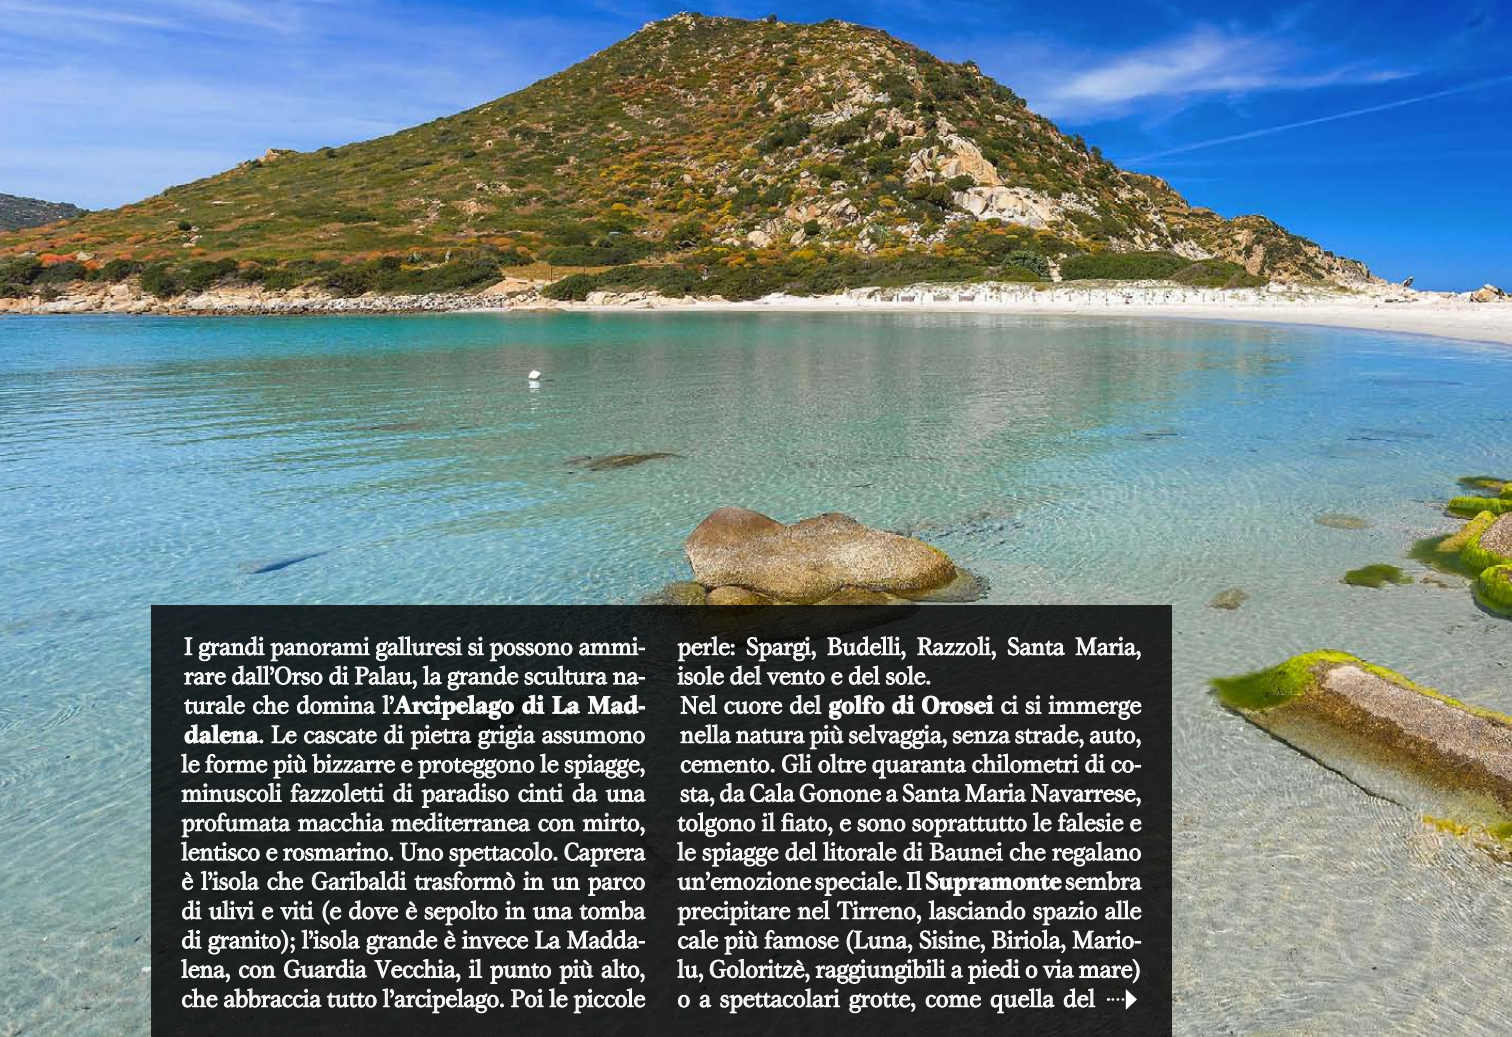 I grandi panorami galluresi si possono ammi-
rare dall'Orso di Palau, la grande scultura na-
turale che domina l'Arcipelago di La Mad-
dalena. Le cascate di pietra grigia assumono
le forme più bizzarre e proteggono le spiagge,
minuscoli fazzoletti di paradiso cinti da una
profumata macchia mediterranea con mirto,
lentisco e rosmarino. Uno spettacolo. Caprera
è l'isola che Garibaldi trasformò in un parco
di ulivi e viti (e dove è sepolto in una tomba
di granito); l'isola grande è invece La Madda-
lena, con Guardia Vecchia, il punto più alto,
che abbraccia tutto l'arcipelago. Poi le piccole
perle: Spargi, Budelli, Razzoli, Santa Maria,
isole del vento e del sole.
Nel cuore del golfo di Orosei ci si immerge
nella natura più selvaggia, senza strade, auto,
cemento. Gli oltre quaranta chilometri di co-
sta, da Cala Gonone a Santa Maria Navarrese,
tolgono il fiato, e sono soprattutto le falesie e
le spiagge del litorale di Baunei che regalano
un'emozione speciale. Il Supramonte sembra
precipitare nel Tirreno, lasciando spazio alle
cale più famose (Luna, Sisine, Biriola, Mario-
lu, Goloritzè, raggiungibili a piedi o via mare)
o a spettacolari grotte, come quella del